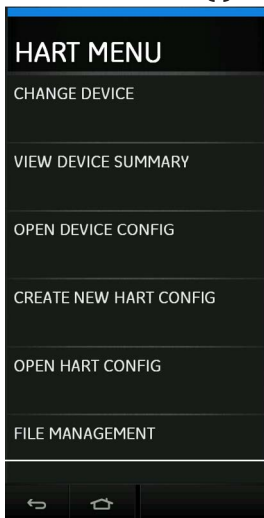 HART MENU
CHANGE DEVICE
VIEW DEVICE SUMMARY
OPEN DEVICE CONFIG
CREATE NEW HART CONFIG
OPEN HART CONFIG
FILE MANAGEMENT